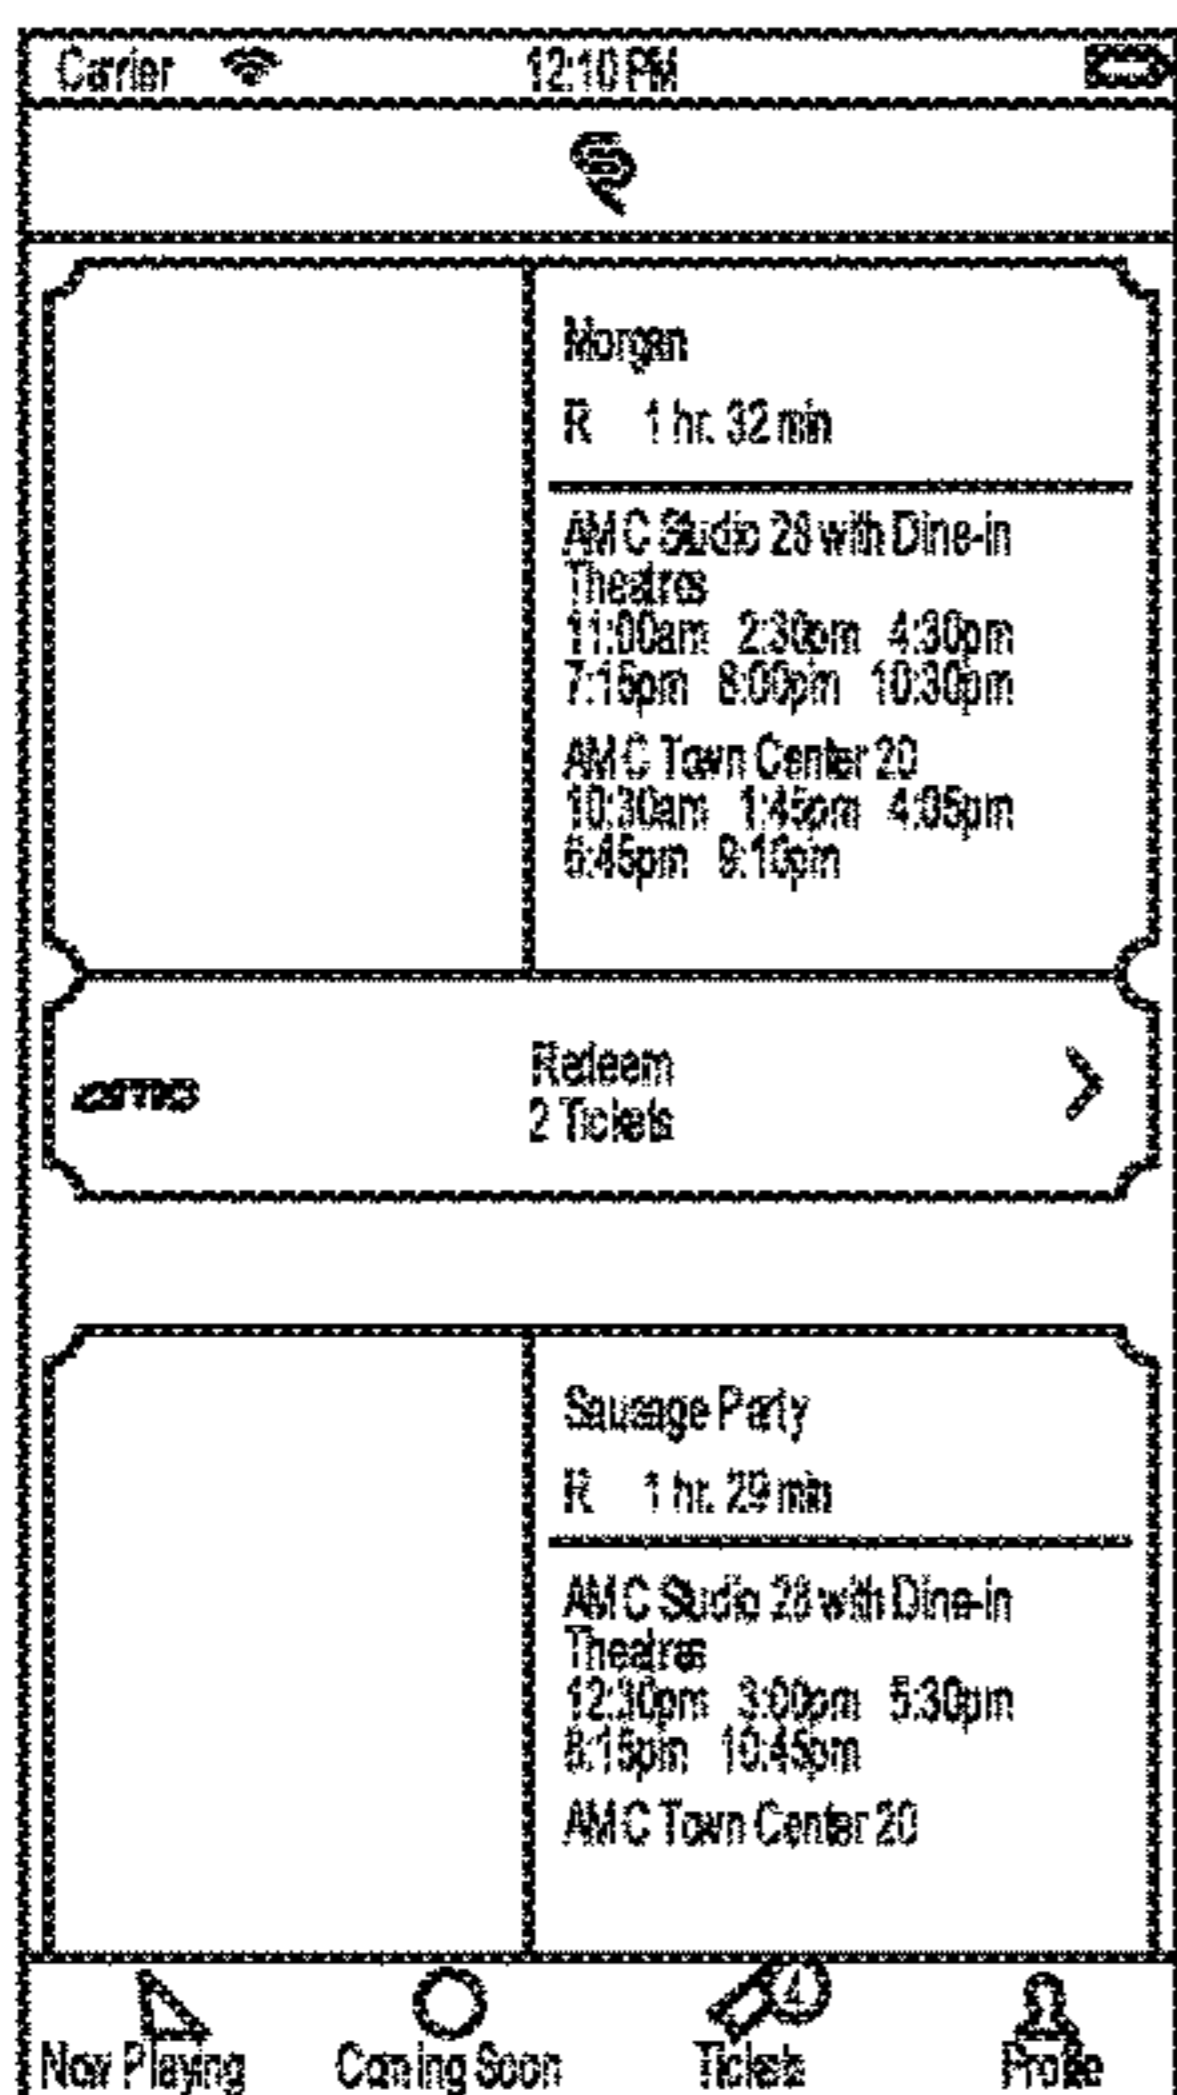 Carrier 12:10 PM
Morgan
R 1 hr. 32 min
AMC Studio 28 with Dine-in
Theatres
11:00am 2:30pm 4:30pm
7:15pm 8:00pm 10:30pm
AMC Town Center 20
10:30am 1:45pm 4:05pm
6:45pm 9:10pm
amc
Redeem
2 Tickets
Sausage Party
R 1 hr. 29 min
AMC Studio 28 with Dine-in
Theatres
12:30pm 3:00pm 5:30pm
8:15pm 10:45pm
AMC Town Center 20
4
Now Playing Coming Soon Tickets Profile